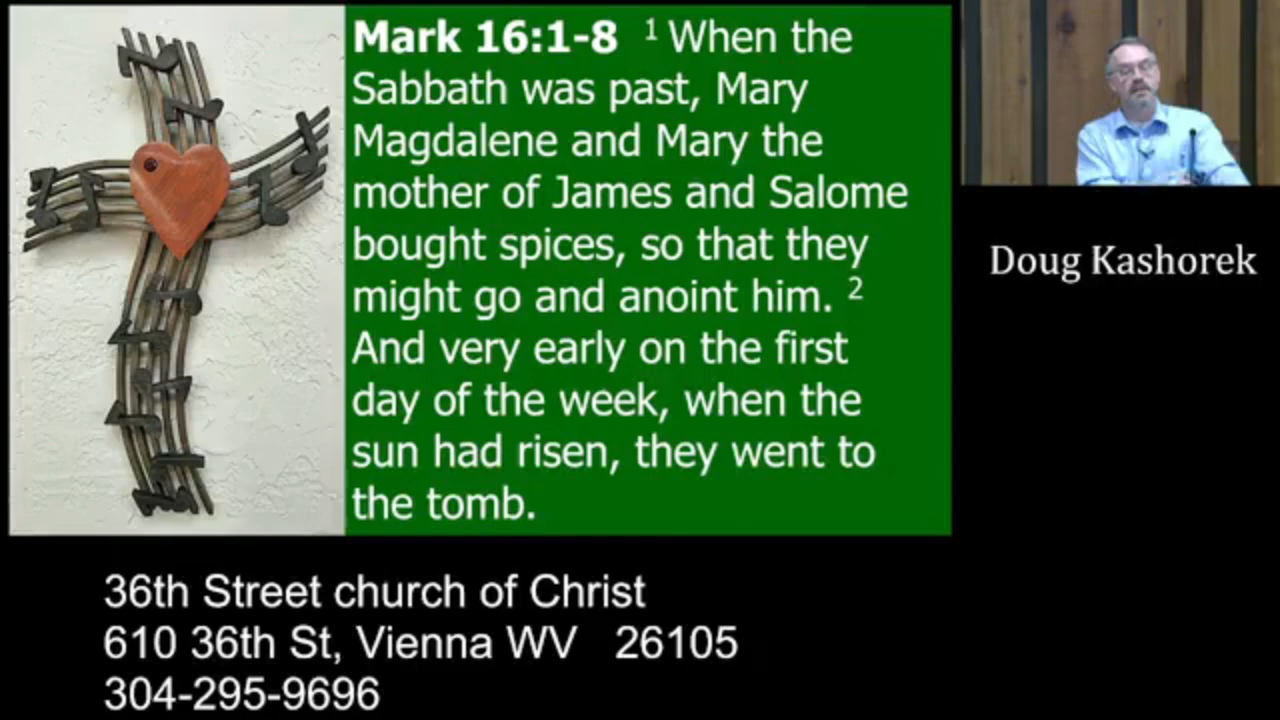 Mark 16:1-8 1 When the
Sabbath was past, Mary
Magdalene and Mary the
mother of James and Salome
bought spices, so that they
might go and anoint him. 2
And very early on the first
day of the week, when the
sun had risen, they went to
the tomb.
Doug Kashorek
36th Street church of Christ
610 36th St, Vienna WV 26105
304-295-9696